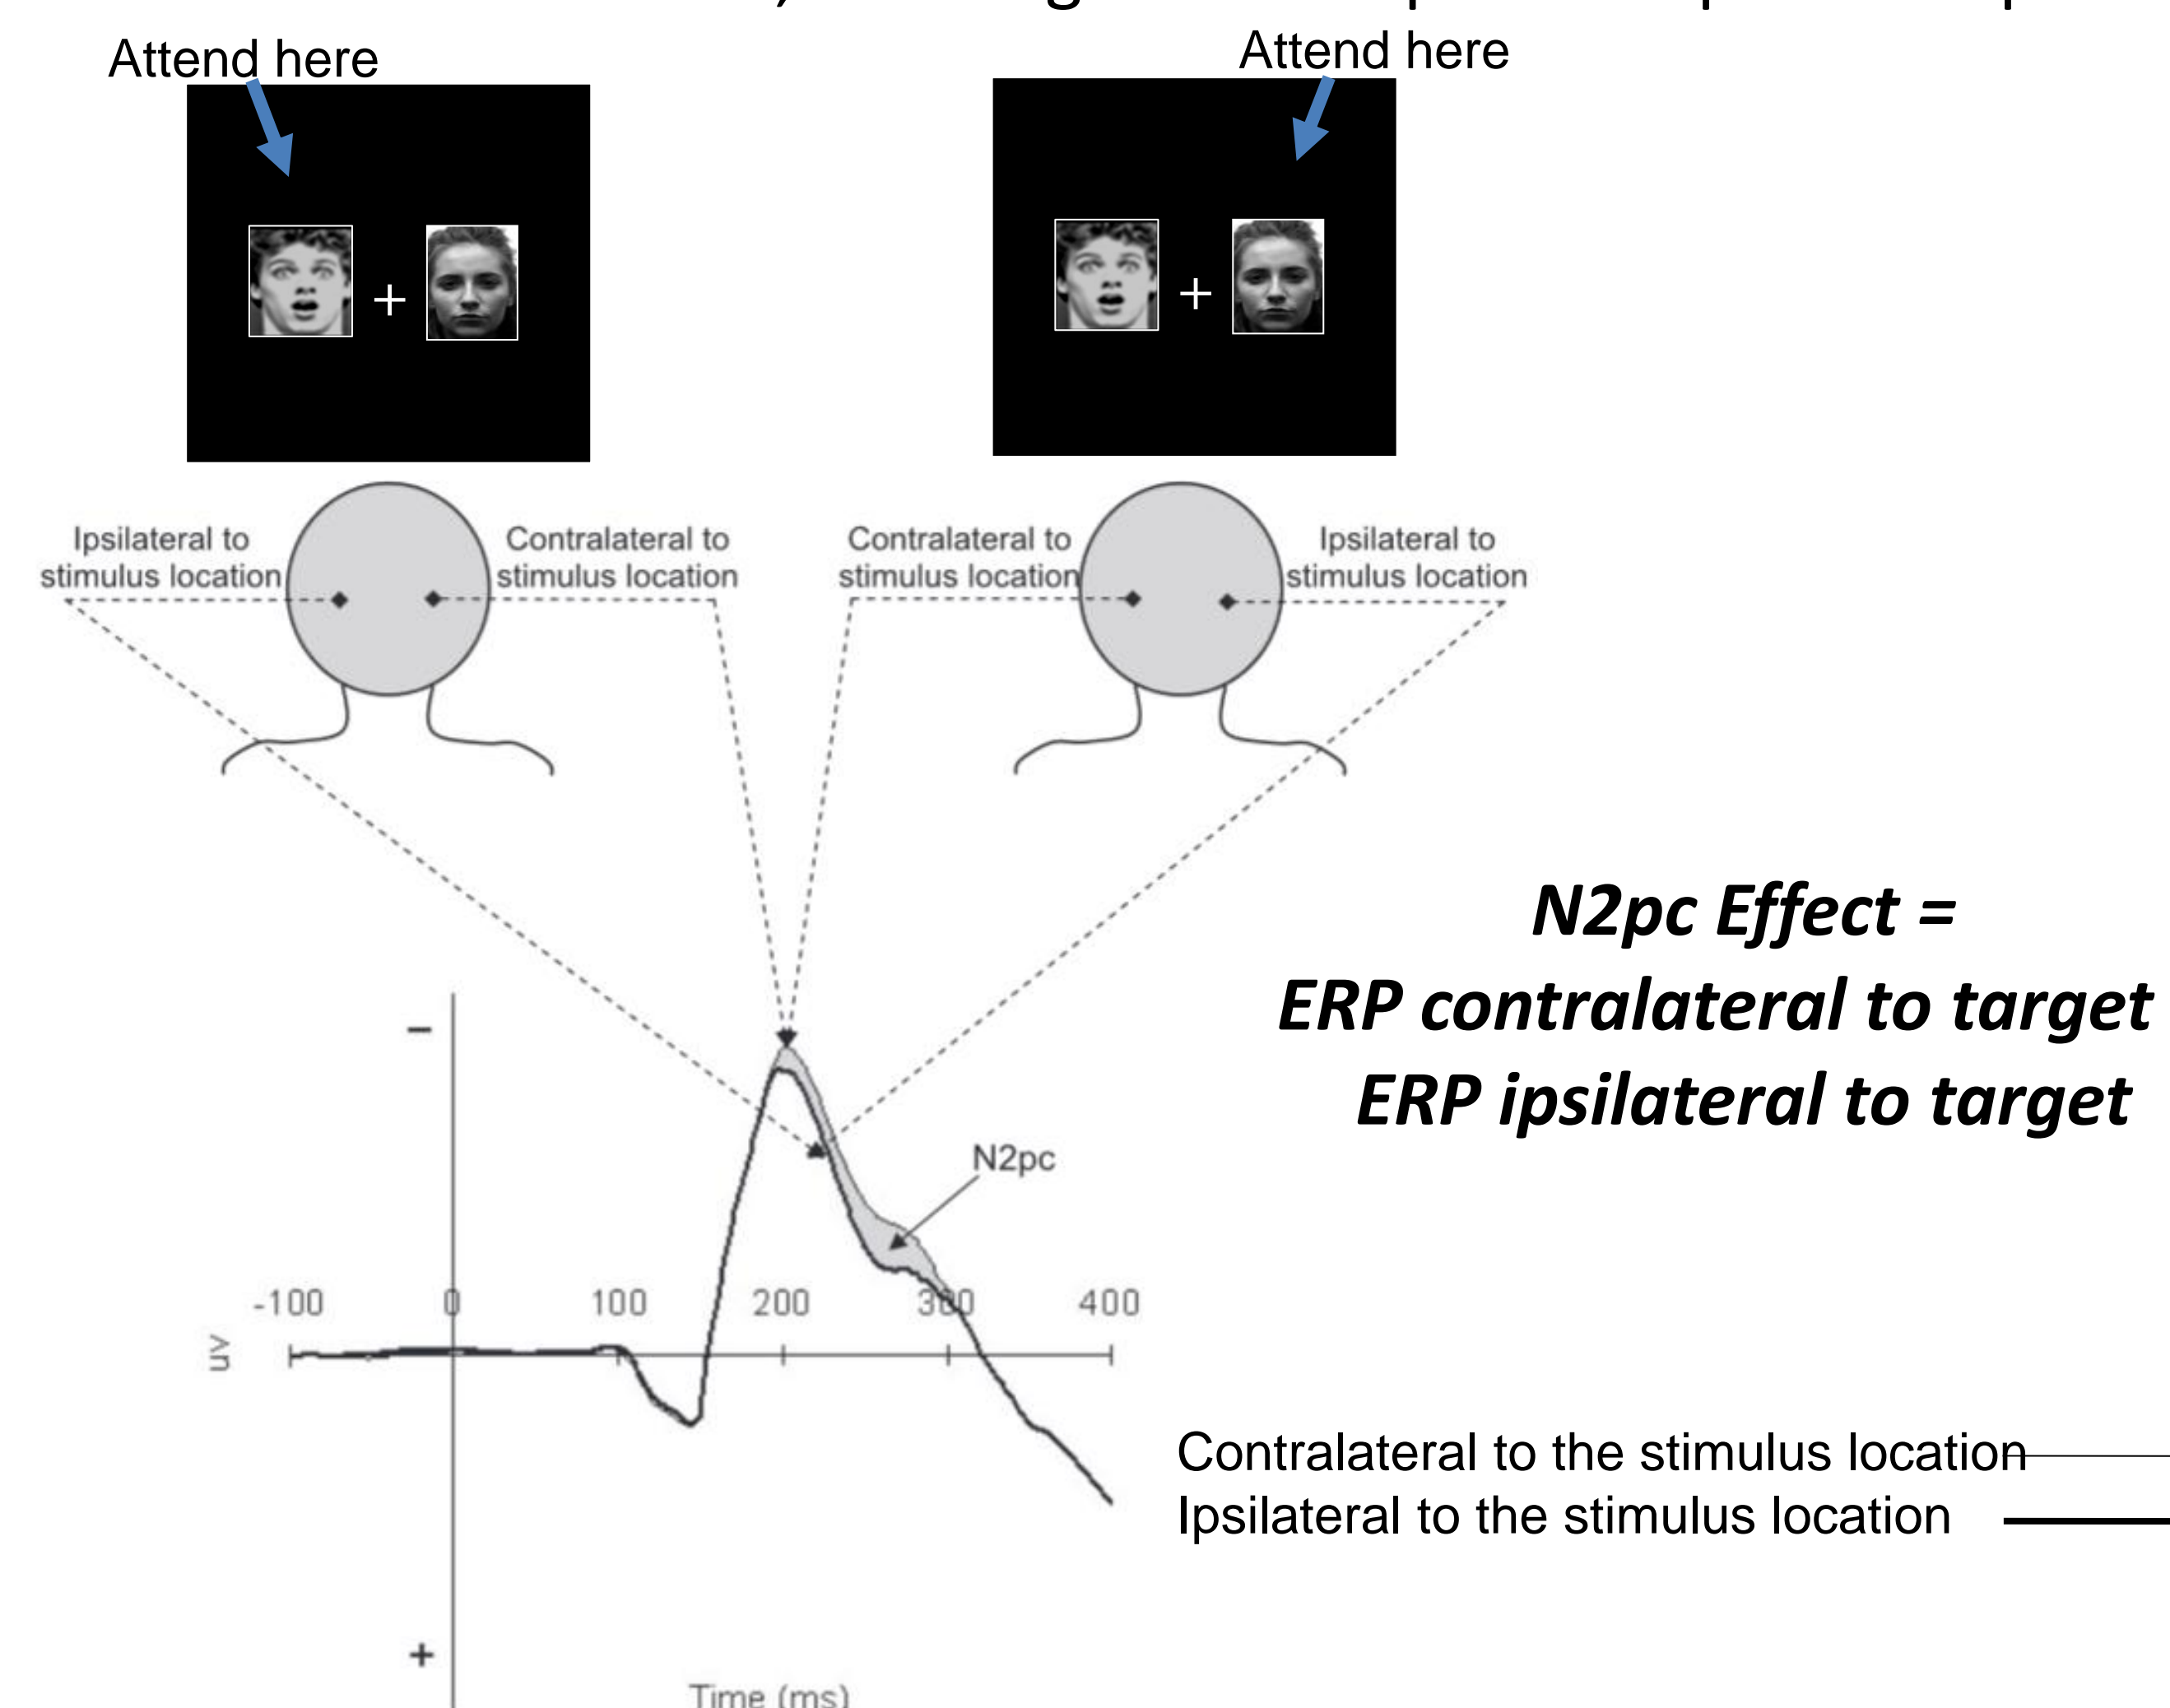 Attend here
Attend here
Ipsilateral to
stimulus location
Contralateral to
stimulus location
Contralateral to
stimulus location
Ipsilateral to
stimulus location
N2pc Effect =
ERP contralateral to target
ERP ipsilateral to target
−
N2pc
-100 0 100 200 300 400
uv
Contralateral to the stimulus location
Ipsilateral to the stimulus location
+
Time (ms)